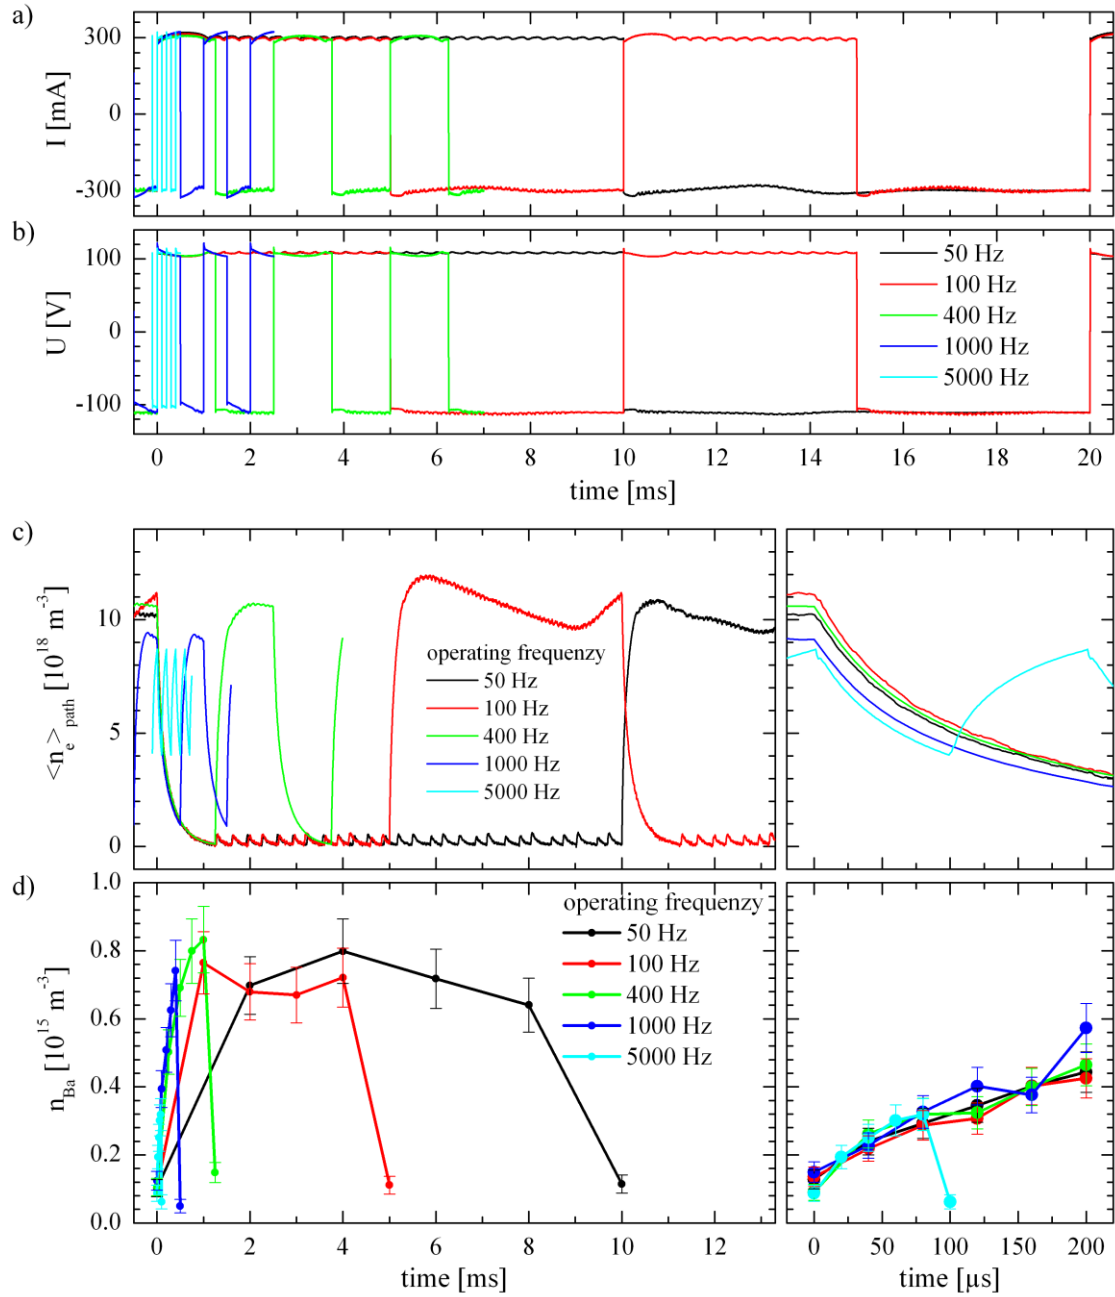 a)
I [mA]
300
0
-300
b)
U [V]
100
0
-100
50 Hz
100 Hz
400 Hz
1000 Hz
5000 Hz
0 2 4 6 8 10 12 14 16 18 20
time [ms]
c)
<n_e>_path [10^18 m^-3]
10
5
0
operating frequenzy
50 Hz
100 Hz
400 Hz
1000 Hz
5000 Hz
d)
n_Ba [10^15 m^-3]
1.0
0.8
0.6
0.4
0.2
0.0
operating frequenzy
50 Hz
100 Hz
400 Hz
1000 Hz
5000 Hz
0 2 4 6 8 10 12
time [ms]
0 50 100 150 200
time [µs]